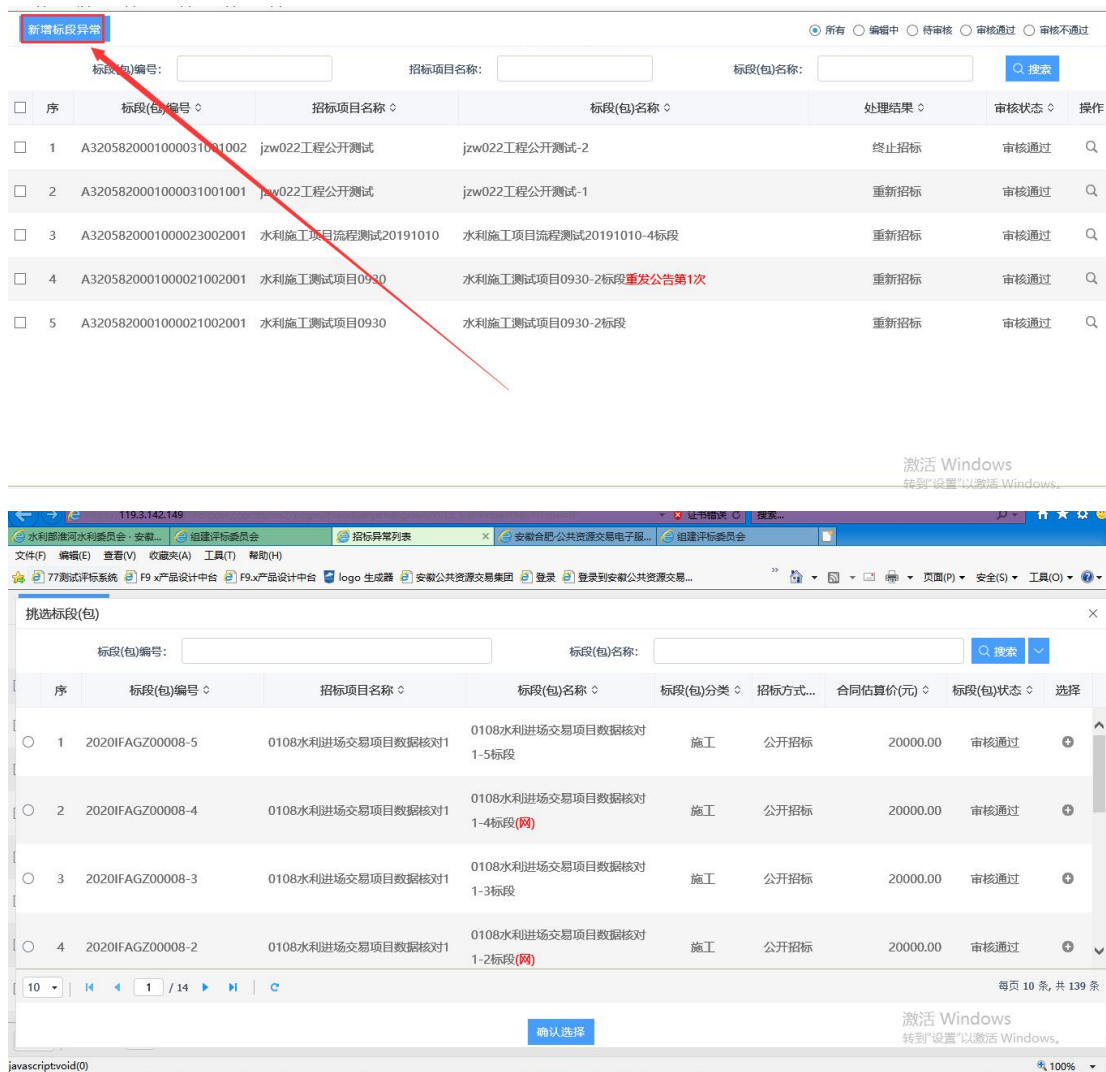 新增标段异常
所有 编辑中 待审核 审核通过 审核不通过
标段(包)编号: 招标项目名称: 标段(包)名称: 搜索
序 标段(包)编号 招标项目名称 标段(包)名称 处理结果 审核状态 操作
1 A3205820001000031001002 jzw022工程公开测试 jzw022工程公开测试-2 终止招标 审核通过
2 A3205820001000031001001 jzw022工程公开测试 jzw022工程公开测试-1 重新招标 审核通过
3 A3205820001000023002001 水利施工项目流程测试20191010 水利施工项目流程测试20191010-4标段 重新招标 审核通过
4 A3205820001000021002001 水利施工测试项目0930 水利施工测试项目0930-2标段重发公告第1次 重新招标 审核通过
5 A3205820001000021002001 水利施工测试项目0930 水利施工测试项目0930-2标段 重新招标 审核通过
激活 Windows
转到"设置"以激活 Windows。
119.3.142.149 证书错误 搜索...
水利部淮河水利委员会 - 安徽... 组建评标委员会 招标异常列表 × 安徽合肥公共资源交易电子服... 组建评标委员会
文件(F) 编辑(E) 查看(V) 收藏夹(A) 工具(T) 帮助(H)
77测试评标系统 F9 x产品设计中台 F9.x产品设计中台 logo 生成器 安徽公共资源交易集团 登录 登录到安徽公共资源交易... » 页面(P) 安全(S) 工具(O)
挑选标段(包) ×
标段(包)编号: 标段(包)名称: 搜索
序 标段(包)编号 招标项目名称 标段(包)名称 标段(包)分类 招标方式... 合同估算价(元) 标段(包)状态 选择
1 2020IFAGZ00008-5 0108水利进场交易项目数据核对1 0108水利进场交易项目数据核对 施工 公开招标 20000.00 审核通过
1-5标段
2 2020IFAGZ00008-4 0108水利进场交易项目数据核对1 0108水利进场交易项目数据核对 施工 公开招标 20000.00 审核通过
1-4标段(网)
3 2020IFAGZ00008-3 0108水利进场交易项目数据核对1 0108水利进场交易项目数据核对 施工 公开招标 20000.00 审核通过
1-3标段
4 2020IFAGZ00008-2 0108水利进场交易项目数据核对1 0108水利进场交易项目数据核对 施工 公开招标 20000.00 审核通过
1-2标段(网)
10 1 / 14 每页 10 条, 共 139 条
确认选择
激活 Windows
转到"设置"以激活 Windows。
javascript:void(0) 100%